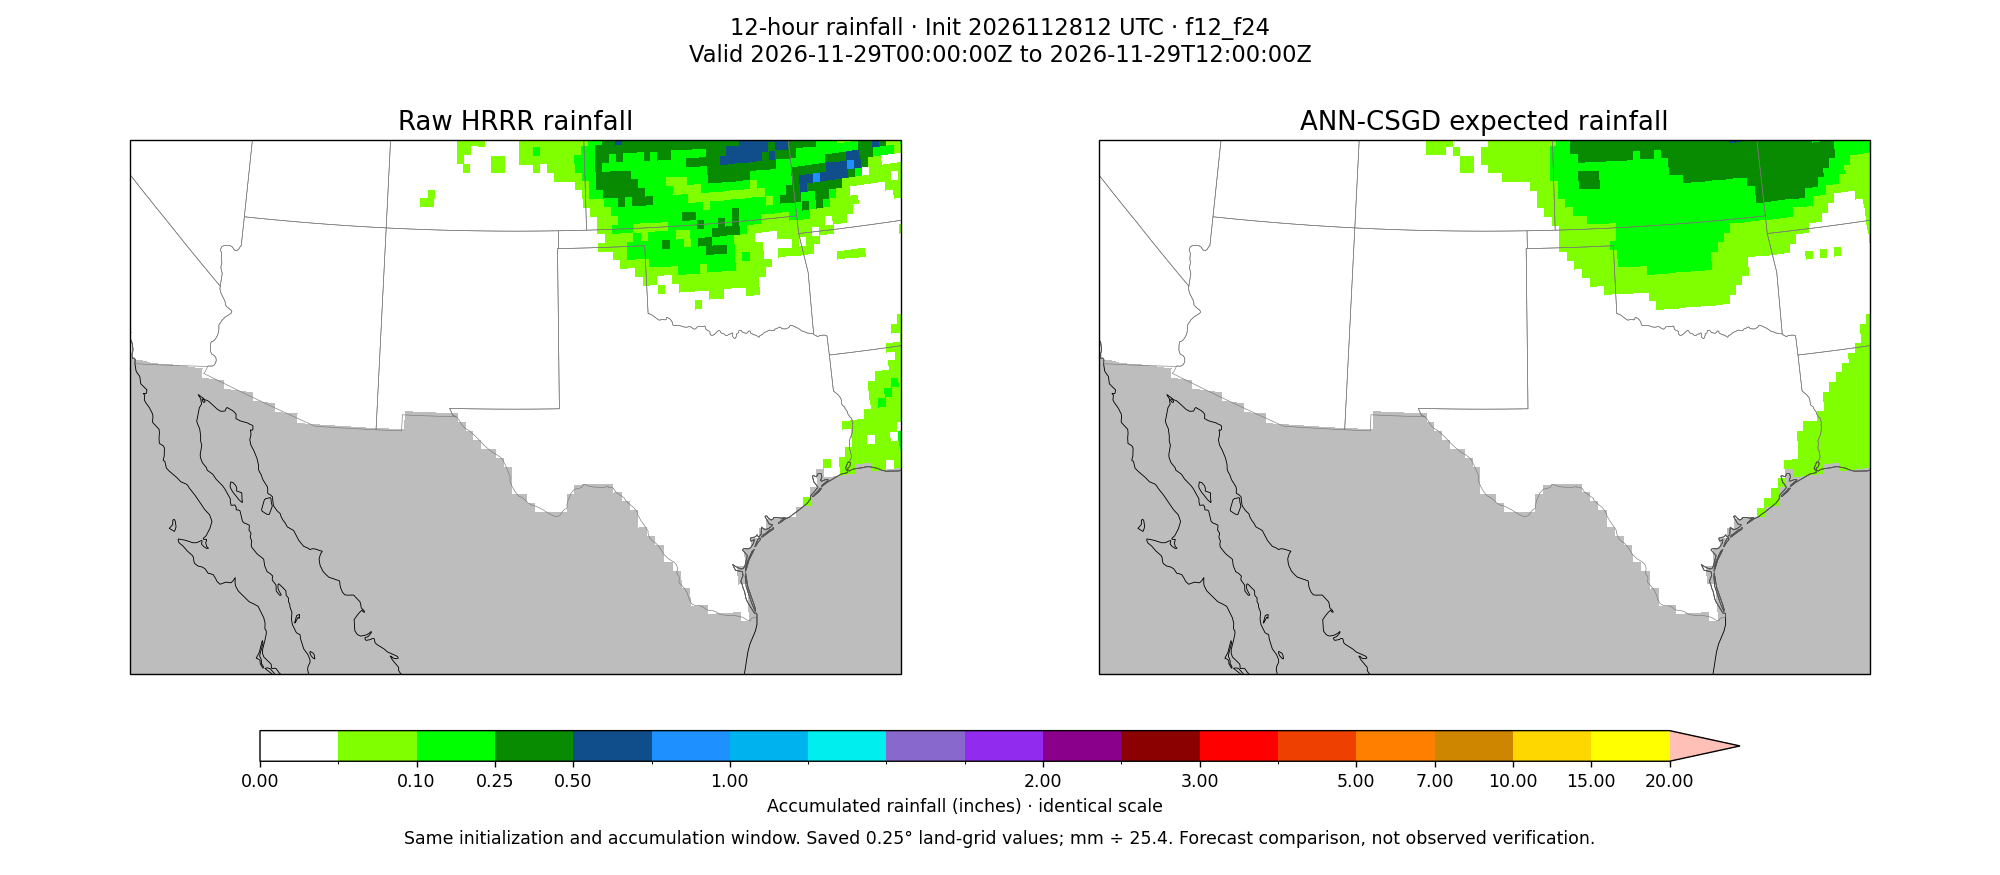 12-hour rainfall · Init 2026112812 UTC · f12_f24
Valid 2026-11-29T00:00:00Z to 2026-11-29T12:00:00Z
Raw HRRR rainfall
ANN-CSGD expected rainfall
0.00 0.10 0.25 0.50 1.00 2.00 3.00 5.00 7.00 10.00 15.00 20.00
Accumulated rainfall (inches) · identical scale
Same initialization and accumulation window. Saved 0.25° land-grid values; mm ÷ 25.4. Forecast comparison, not observed verification.